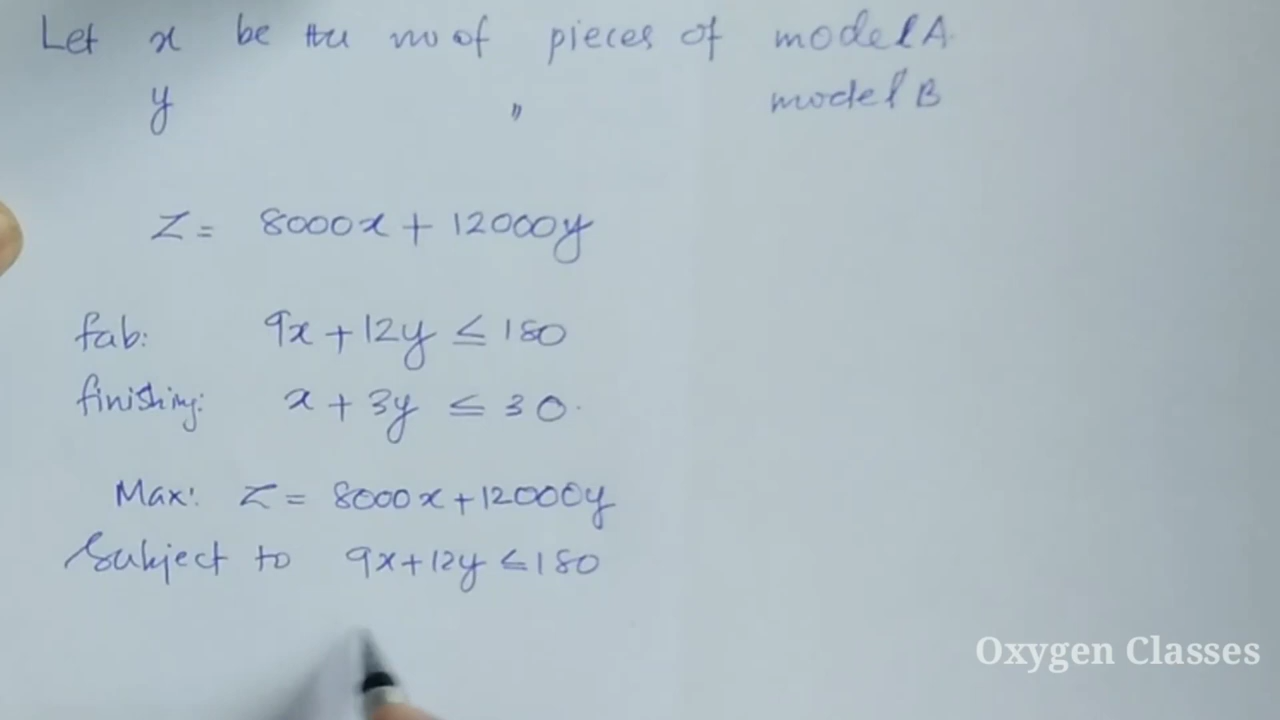 Let x be the no of pieces of model A
y " model B
Z = 8000x + 12000y
fab: 9x + 12y ≤ 180
finishing: x + 3y ≤ 30.
Max: Z = 8000x + 12000y
Subject to 9x + 12y ≤ 180
Oxygen Classes